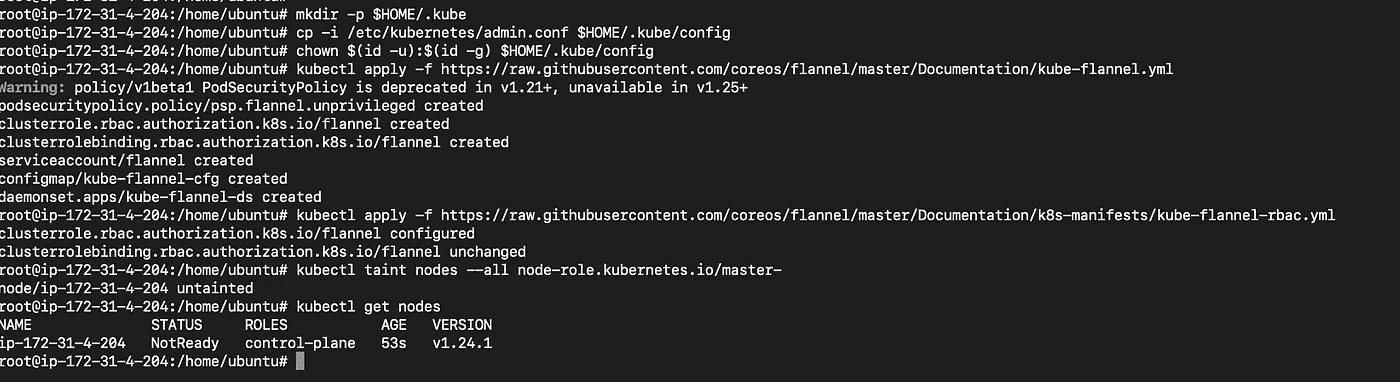 root@ip-172-31-4-204:/home/ubuntu# mkdir -p $HOME/.kube
root@ip-172-31-4-204:/home/ubuntu# cp -i /etc/kubernetes/admin.conf $HOME/.kube/config
root@ip-172-31-4-204:/home/ubuntu# chown $(id -u):$(id -g) $HOME/.kube/config
root@ip-172-31-4-204:/home/ubuntu# kubectl apply -f https://raw.githubusercontent.com/coreos/flannel/master/Documentation/kube-flannel.yml
Warning: policy/v1beta1 PodSecurityPolicy is deprecated in v1.21+, unavailable in v1.25+
podsecuritypolicy.policy/psp.flannel.unprivileged created
clusterrole.rbac.authorization.k8s.io/flannel created
clusterrolebinding.rbac.authorization.k8s.io/flannel created
serviceaccount/flannel created
configmap/kube-flannel-cfg created
daemonset.apps/kube-flannel-ds created
root@ip-172-31-4-204:/home/ubuntu# kubectl apply -f https://raw.githubusercontent.com/coreos/flannel/master/Documentation/k8s-manifests/kube-flannel-rbac.yml
clusterrole.rbac.authorization.k8s.io/flannel configured
clusterrolebinding.rbac.authorization.k8s.io/flannel unchanged
root@ip-172-31-4-204:/home/ubuntu# kubectl taint nodes --all node-role.kubernetes.io/master-
node/ip-172-31-4-204 untainted
root@ip-172-31-4-204:/home/ubuntu# kubectl get nodes
NAME STATUS ROLES AGE VERSION
ip-172-31-4-204 NotReady control-plane 53s v1.24.1
root@ip-172-31-4-204:/home/ubuntu#